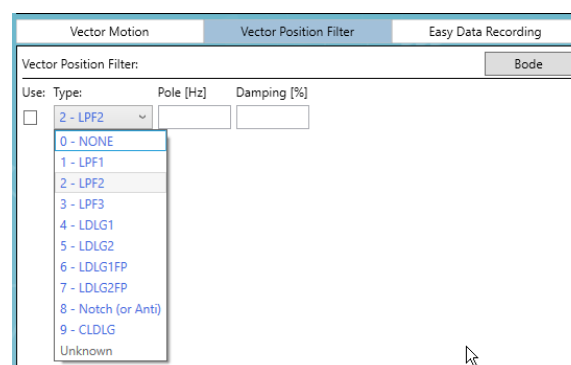 Vector Motion Vector Position Filter Easy Data Recording
Vector Position Filter: Bode
Use: Type: Pole [Hz] Damping [%]
2 - LPF2
0 - NONE
1 - LPF1
2 - LPF2
3 - LPF3
4 - LDLG1
5 - LDLG2
6 - LDLG1FP
7 - LDLG2FP
8 - Notch (or Anti)
9 - CLDLG
Unknown